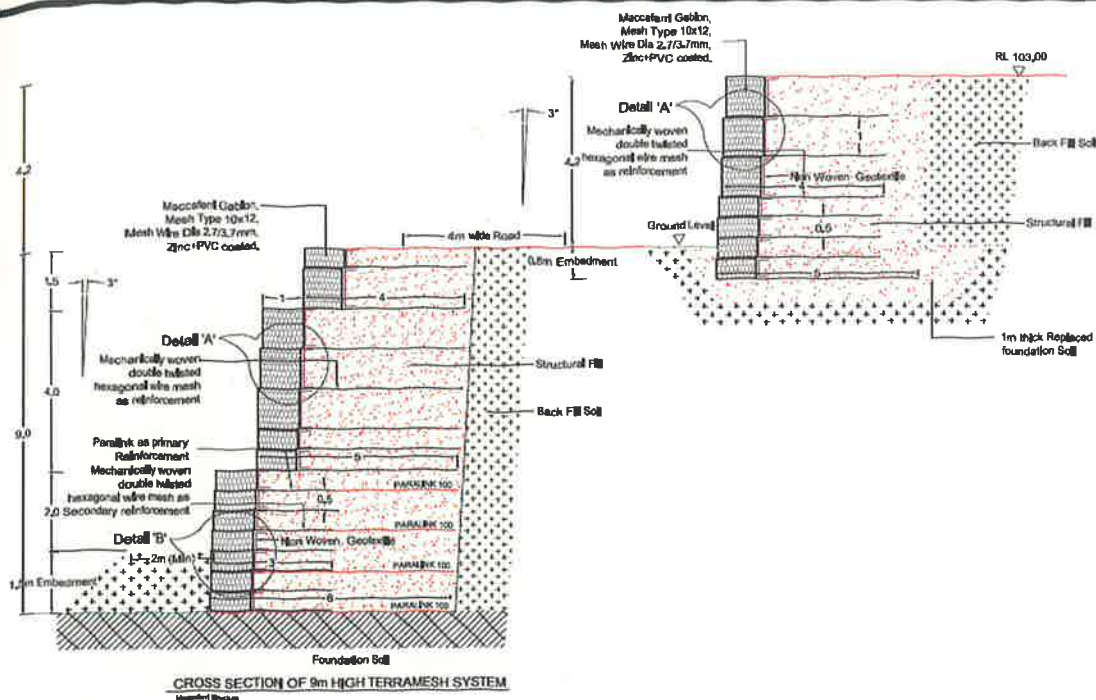 Maccaferri Gabion,
Mesh Type 10x12,
Mesh Wire Dia 2.7/3.7mm,
Zinc+PVC coated.
RL 103,00
Detail 'A'
3°
4,2
Mechanically woven
double twisted
hexagonal wire mesh
as reinforcement
Back Fill Soil
1
Non Woven Geotextile
4
Structural Fill
Ground Level
0,5
5
0,6m Embedment
1m thick Replaced
foundation Soil
4,2
Maccaferri Gabion,
Mesh Type 10x12,
Mesh Wire Dia 2.7/3.7mm,
Zinc+PVC coated.
4m wide Road
1,5
3°
1
4
Detail 'A'
Mechanically woven
double twisted
hexagonal wire mesh
as reinforcement
Structural Fill
4,0
Back Fill Soil
9,0
Paralink as primary
Reinforcement
5
Mechanically woven
double twisted
hexagonal wire mesh as
Secondary reinforcement
PARALINK 100
0,5
2,0
PARALINK 100
Detail 'B'
Non Woven Geotextile
2m (Min)
3
PARALINK 100
1,5m Embedment
6
PARALINK 100
Foundation Soil
CROSS SECTION OF 9m HIGH TERRAMESH SYSTEM